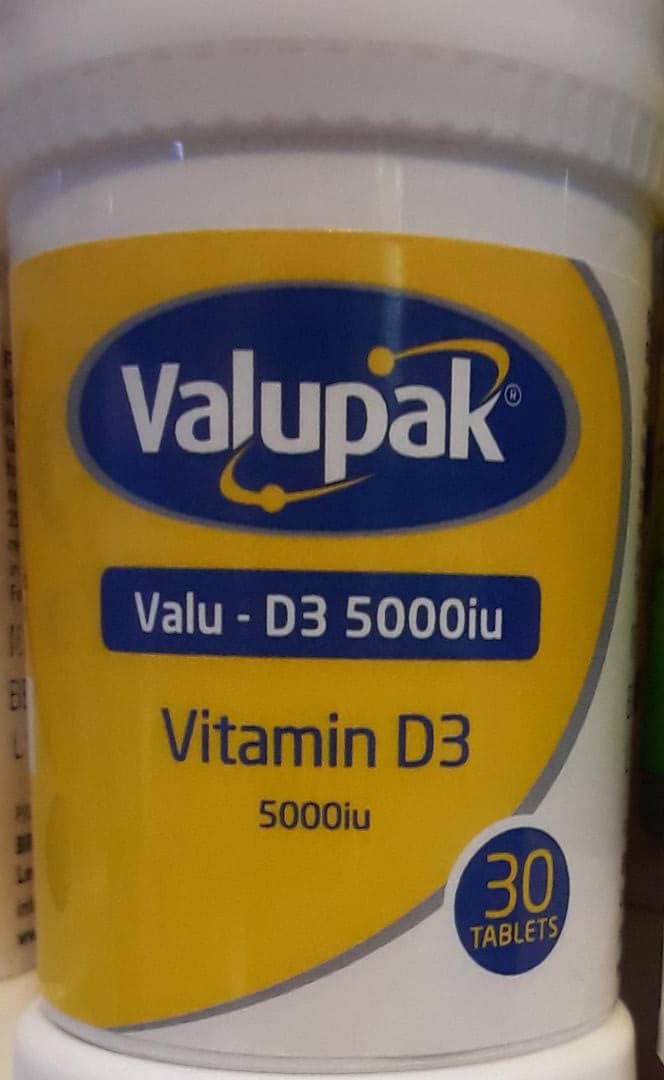 Valupak®
Valu - D3 5000iu
Vitamin D3
5000iu
30
TABLETS